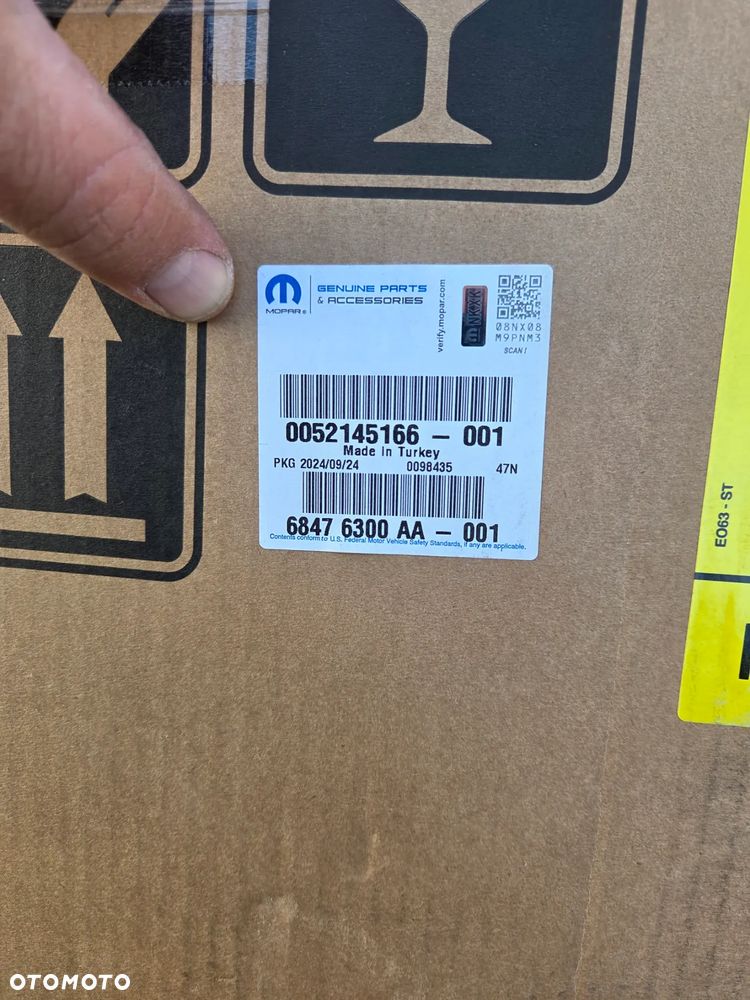 MOPAR®
GENUINE PARTS
& ACCESSORIES
verify.mopar.com
NKXK
08NX08
M9PNM3
SCAN!
0052145166 - 001
Made In Turkey
PKG 2024/09/24 0098435 47N
6847 6300 AA - 001
Contents conform to U.S. Federal Motor Vehicle Safety Standards, if any are applicable.
EO63 - ST
OTOMOTO